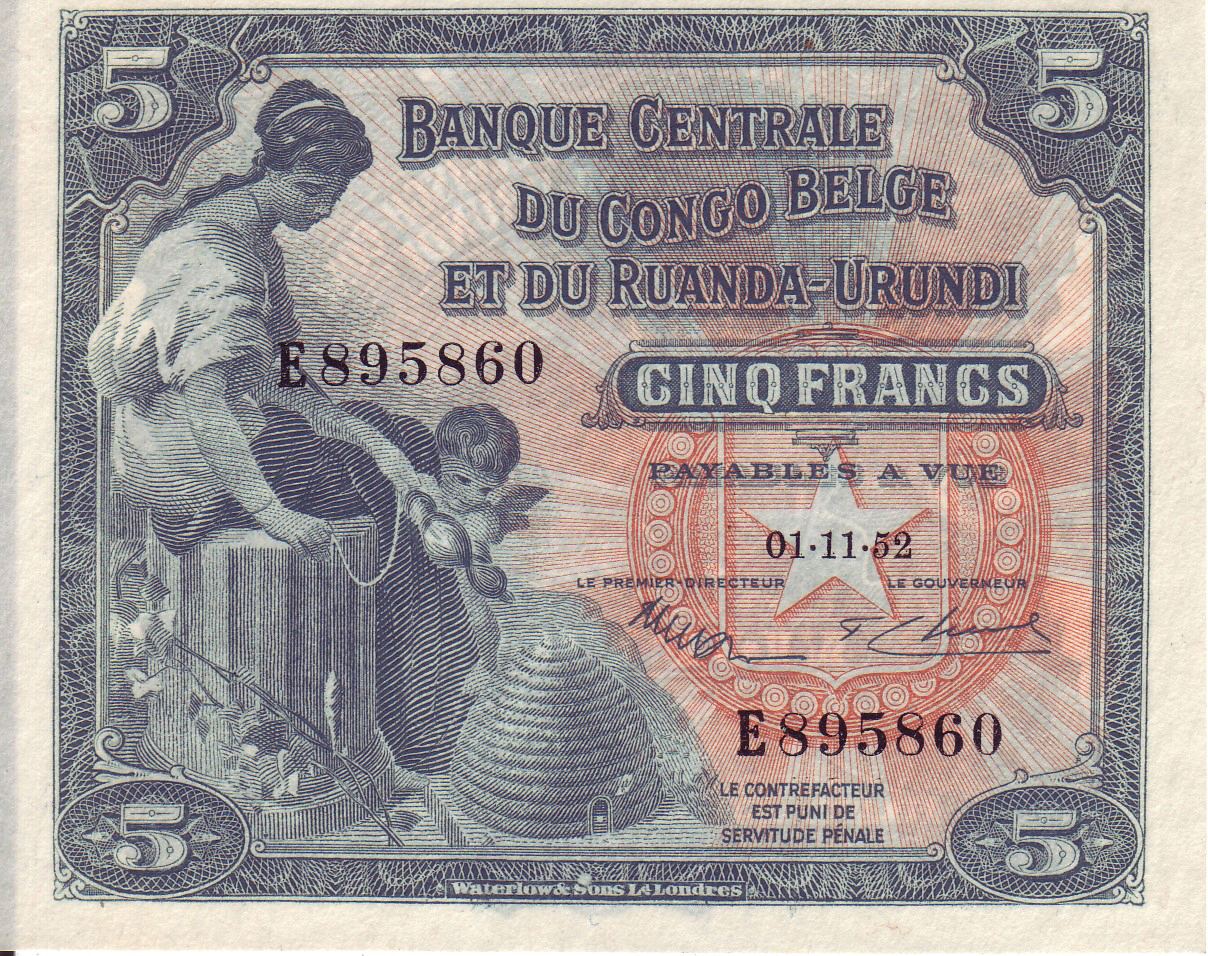 5 5
BANQUE CENTRALE
DU CONGO BELGE
ET DU RUANDA-URUNDI
E895860
CINQ FRANCS
PAYABLES A VUE
01·11·52
LE PREMIER-DIRECTEUR LE GOUVERNEUR
E895860
LE CONTREFACTEUR
EST PUNI DE
SERVITUDE PÉNALE
5 5
Waterlow & Sons Ld Londres